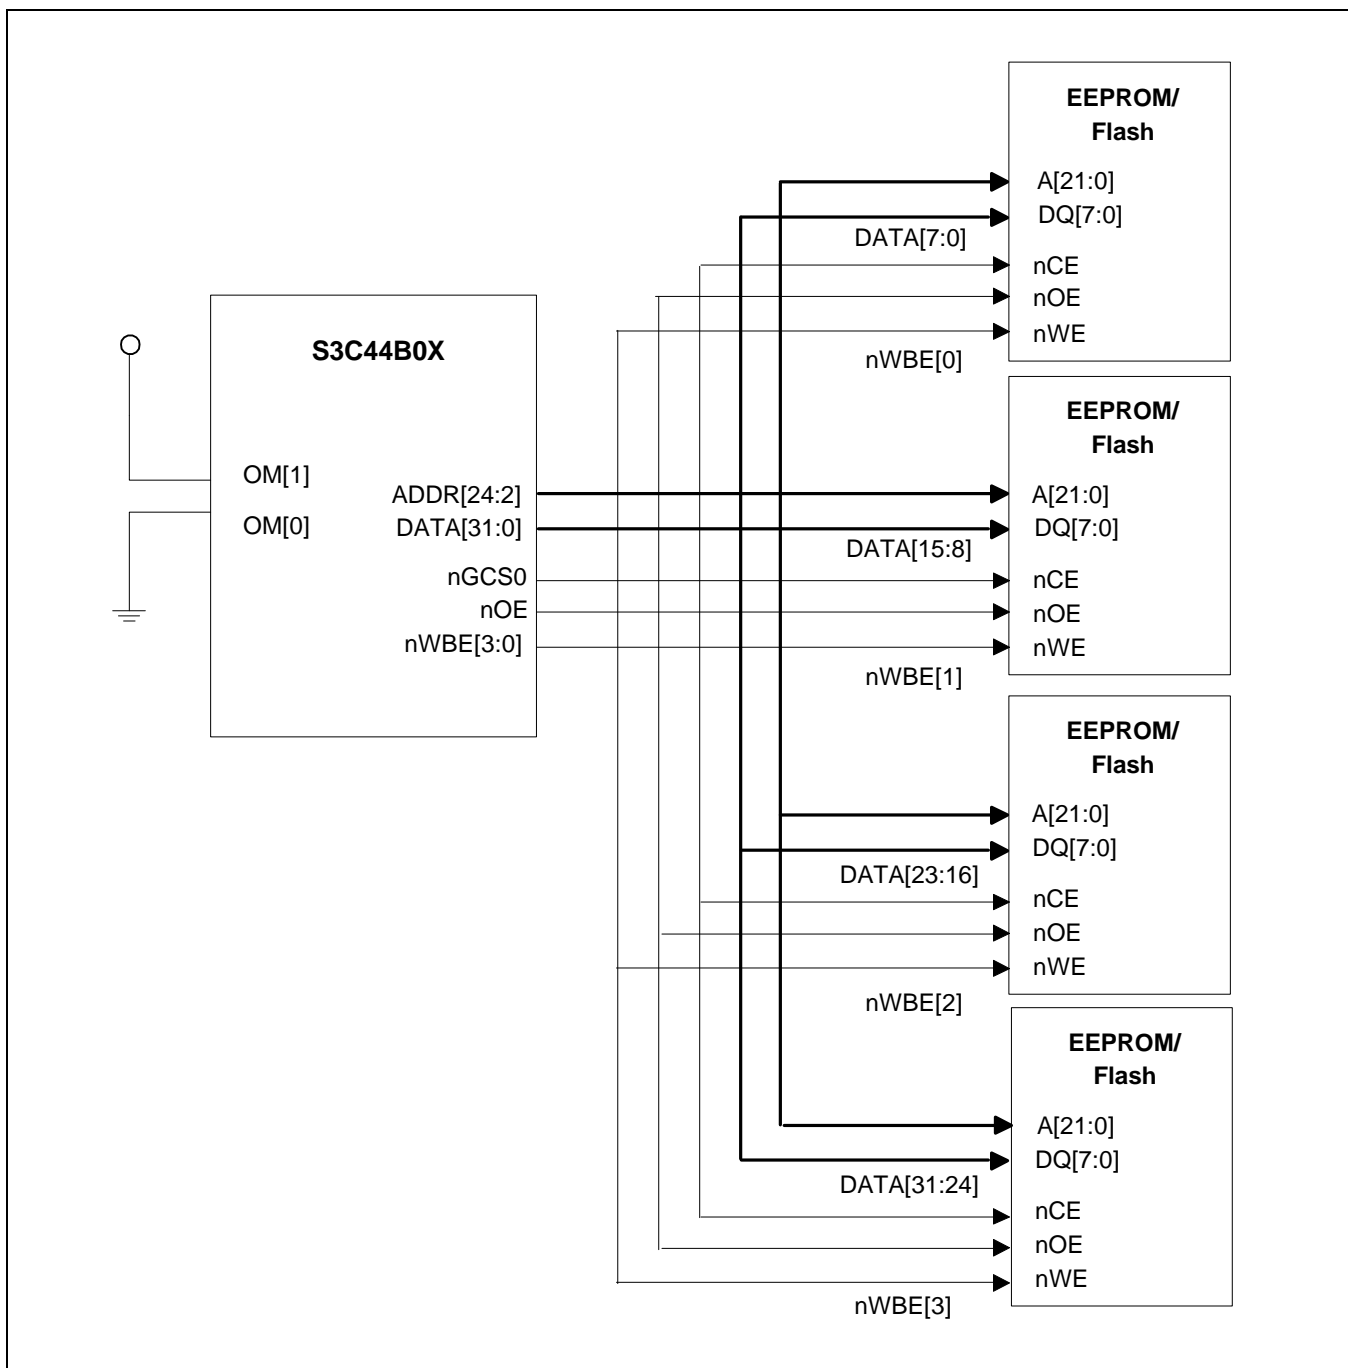 EEPROM/
Flash
A[21:0]
DQ[7:0]
DATA[7:0]
nCE
nOE
nWE
nWBE[0]
S3C44B0X
OM[1]
OM[0]
ADDR[24:2]
DATA[31:0]
nGCS0
nOE
nWBE[3:0]
EEPROM/
Flash
A[21:0]
DQ[7:0]
DATA[15:8]
nCE
nOE
nWE
nWBE[1]
EEPROM/
Flash
A[21:0]
DQ[7:0]
DATA[23:16]
nCE
nOE
nWE
nWBE[2]
EEPROM/
Flash
A[21:0]
DQ[7:0]
DATA[31:24]
nCE
nOE
nWE
nWBE[3]